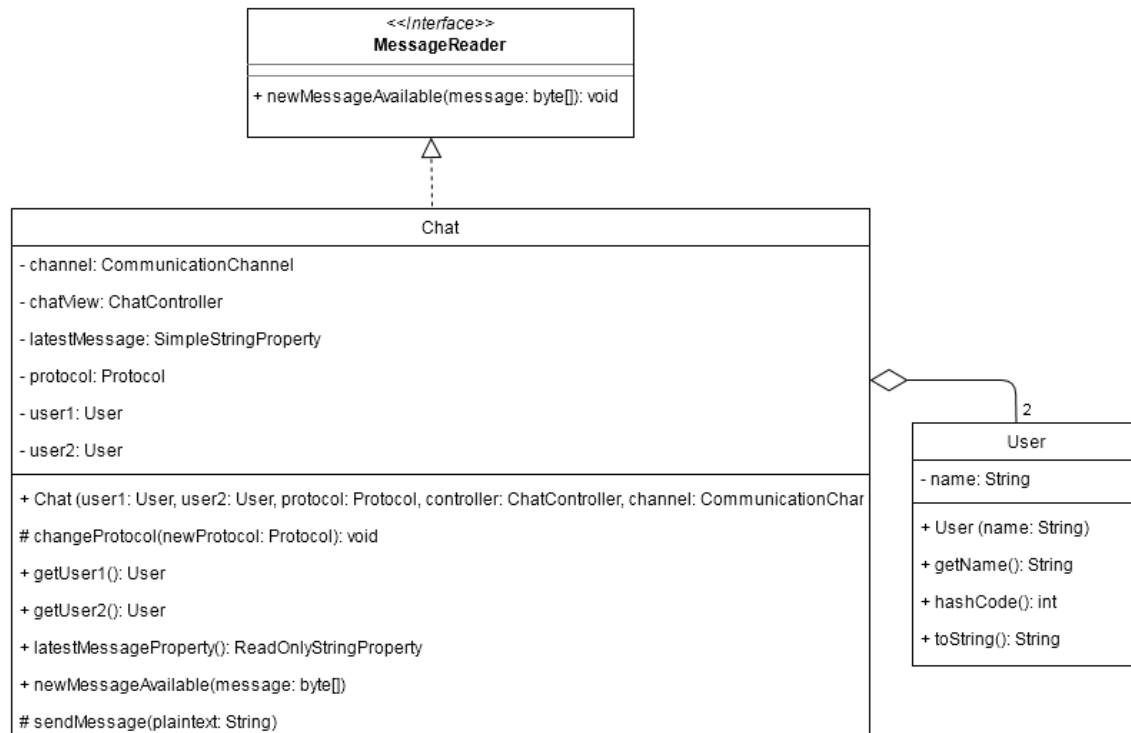 <<Interface>>
MessageReader
+ newMessageAvailable(message: byte[]): void
Chat
- channel: CommunicationChannel
- chatView: ChatController
- latestMessage: SimpleStringProperty
- protocol: Protocol
- user1: User
- user2: User
+ Chat (user1: User, user2: User, protocol: Protocol, controller: ChatController, channel: CommunicationChar
# changeProtocol(newProtocol: Protocol): void
+ getUser1(): User
+ getUser2(): User
+ latestMessageProperty(): ReadOnlyStringProperty
+ newMessageAvailable(message: byte[])
# sendMessage(plaintext: String)
2
User
- name: String
+ User (name: String)
+ getName(): String
+ hashCode(): int
+ toString(): String